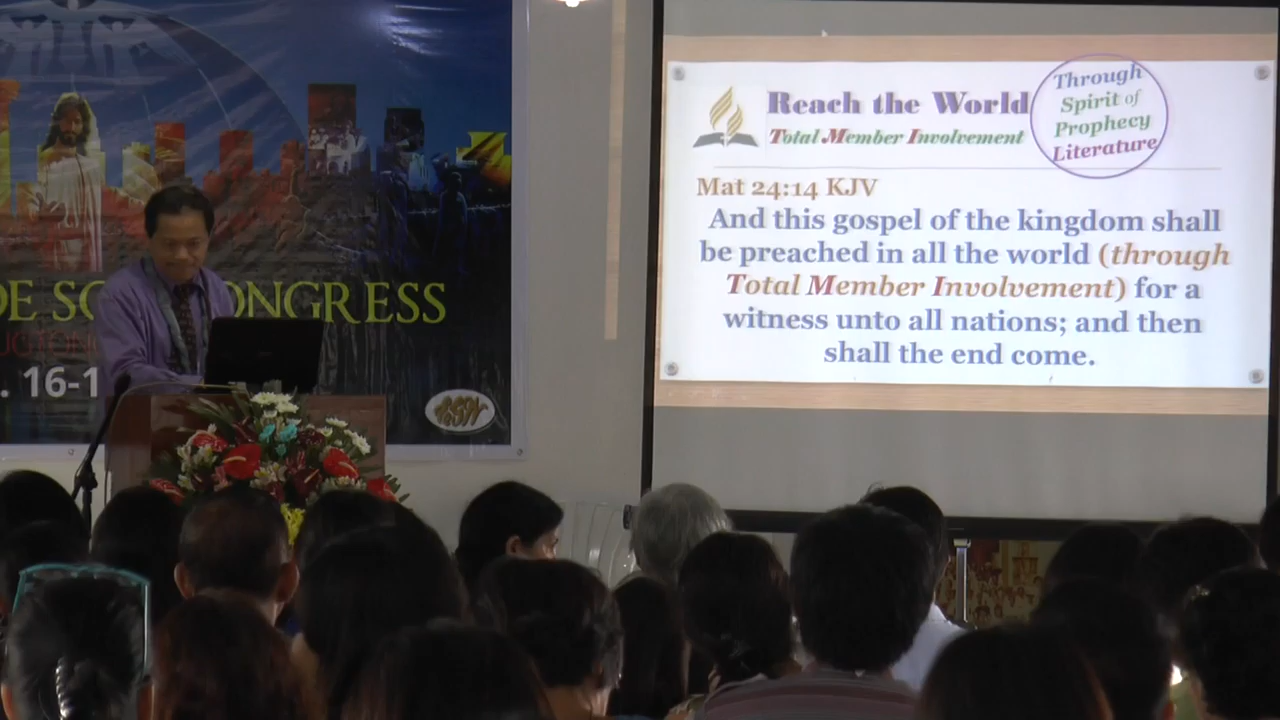 DE SO
ONGRESS
. 16-1
Reach the World
Total Member Involvement
Through
Spirit of
Prophecy
Literature
Mat 24:14 KJV
And this gospel of the kingdom shall
be preached in all the world (through
Total Member Involvement) for a
witness unto all nations; and then
shall the end come.